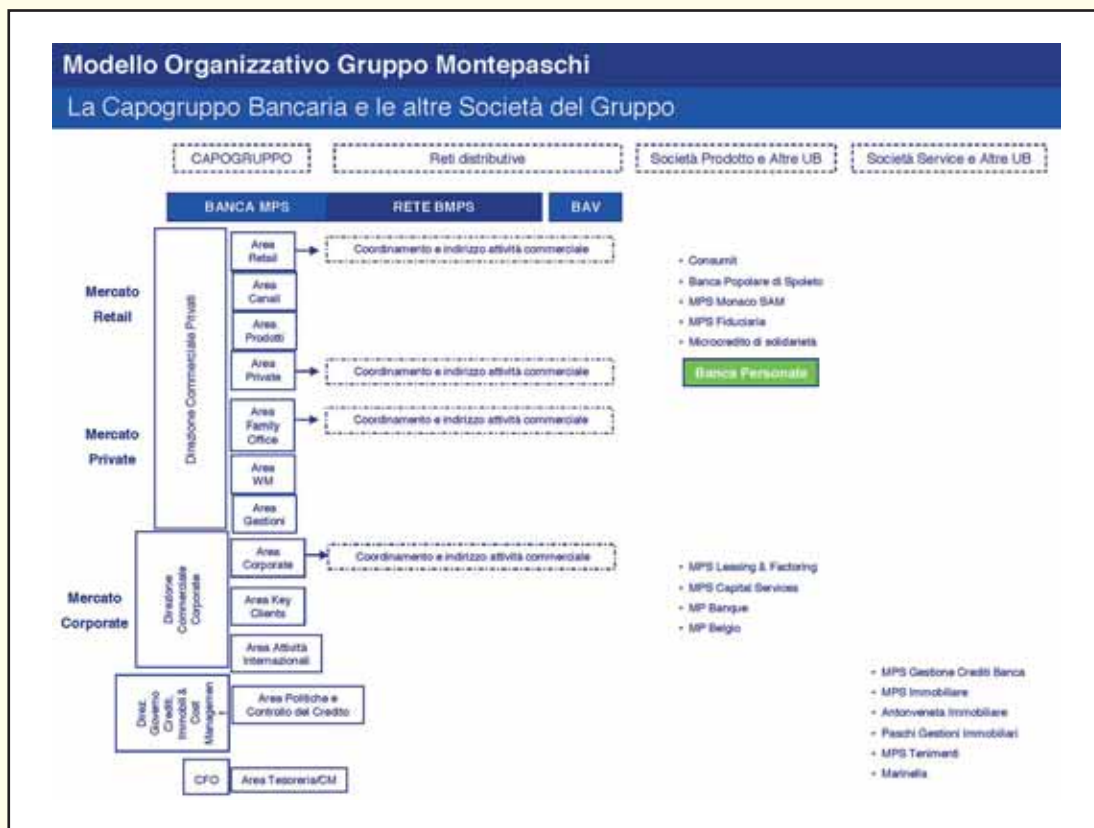 Modello Organizzativo Gruppo Montepaschi
La Capogruppo Bancaria e le altre Società del Gruppo
CAPOGRUPPO
Reti distributive
Società Prodotto e Altre UB
Società Service e Altre UB
BANCA MPS
RETE BMPS
BAV
Mercato
Retail
Direzione Commerciale Privati
Area
Retail
Coordinamento e indirizzo attività commerciale
Area
Canali
Area
Prodotti
Area
Private
Coordinamento e indirizzo attività commerciale
• Consumit
• Banca Popolare di Spoleto
• MPS Monaco SAM
• MPS Fiduciaria
• Microcredito di solidarietà
Banca Personale
Mercato
Private
Area
Family
Office
Coordinamento e indirizzo attività commerciale
Area
WM
Area
Gestioni
Mercato
Corporate
Direzione
Commerciale
Corporate
Area
Corporate
Coordinamento e indirizzo attività commerciale
Area Key
Clients
Area Attività
Internazionali
• MPS Leasing & Factoring
• MPS Capital Services
• MP Banque
• MP Belgio
Direz.
Governo
Crediti,
Immobili &
Cost
Managemen
Area Politiche e
Controllo del Credito
CFO
Area Tesoreria/CM
• MPS Gestione Crediti Banca
• MPS Immobiliare
• Antonveneta Immobiliare
• Paschi Gestioni Immobiliari
• MPS Tenimenti
• Marinella